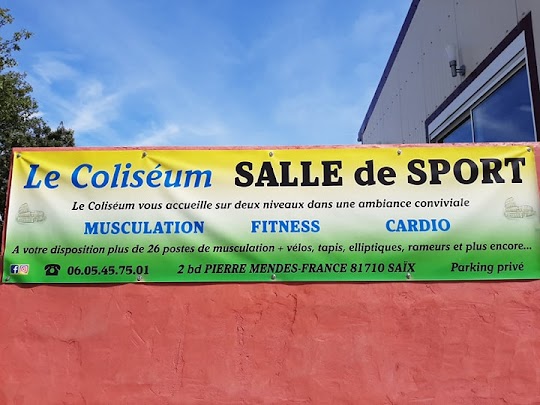 Le Coliséum SALLE de SPORT
Le Coliséum vous accueille sur deux niveaux dans une ambiance conviviale
MUSCULATION FITNESS CARDIO
A votre disposition plus de 26 postes de musculation + vélos, tapis, elliptiques, rameurs et plus encore...
06.05.45.75.01 2 bd PIERRE MENDES-FRANCE 81710 SAÏX Parking privé